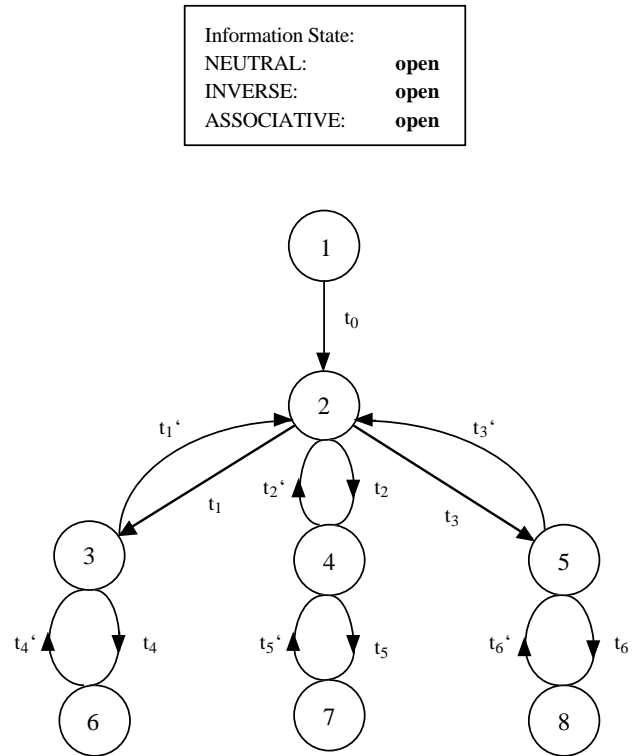 Information State:
NEUTRAL: open
INVERSE: open
ASSOCIATIVE: open
1
t0
2
t1‘
t3‘
t1
t2‘
t2
t3
3
4
5
t4‘
t4
t5‘
t5
t6‘
t6
6
7
8